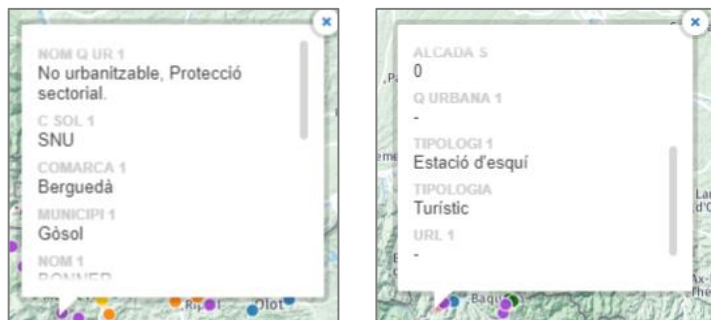 NOM Q UR 1
No urbanitzable, Protecció
sectorial.
C SOL 1
SNU
COMARCA 1
Berguedà
MUNICIPI 1
Gòsol
NOM 1
BONNER
Olot
ALCADA S
0
Q URBANA 1
-
TIPOLOGI 1
Estació d'esquí
TIPOLOGIA
Turístic
URL 1
-